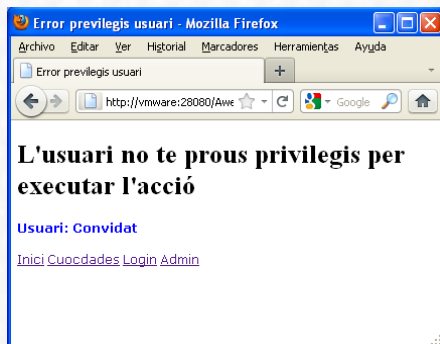 Error previlegis usuari - Mozilla Firefox
Archivo Editar Ver Historial Marcadores Herramientas Ayuda
Error previlegis usuari
http://vmware:28080/Awe Google
L'usuari no te prous privilegis per
executar l'acció
Usuari: Convidat
Inici Cuocdades Login Admin